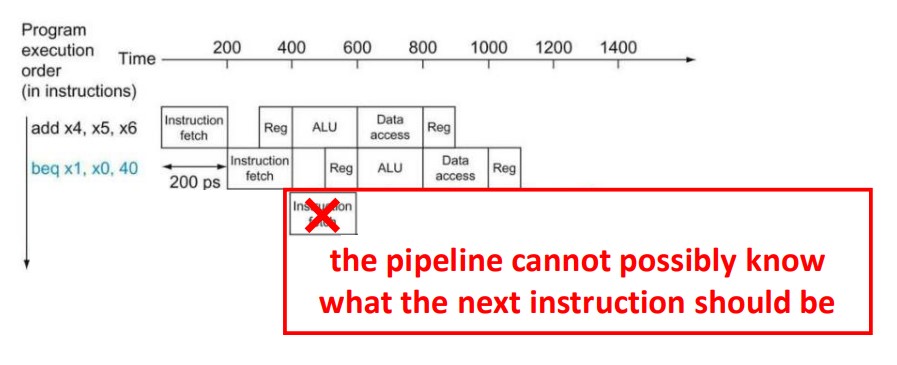 Program
execution
order
(in instructions)
Time
200 400 600 800 1000 1200 1400
add x4, x5, x6
Instruction
fetch
Reg
ALU
Data
access
Reg
beq x1, x0, 40
200 ps
Instruction
fetch
Reg
ALU
Data
access
Reg
Instruction
fetch
the pipeline cannot possibly know
what the next instruction should be